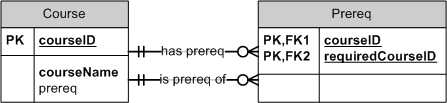 Course
PK courseID
courseName
prereq
has prereq
is prereq of
Prereq
PK,FK1 courseID
PK,FK2 requiredCourseID